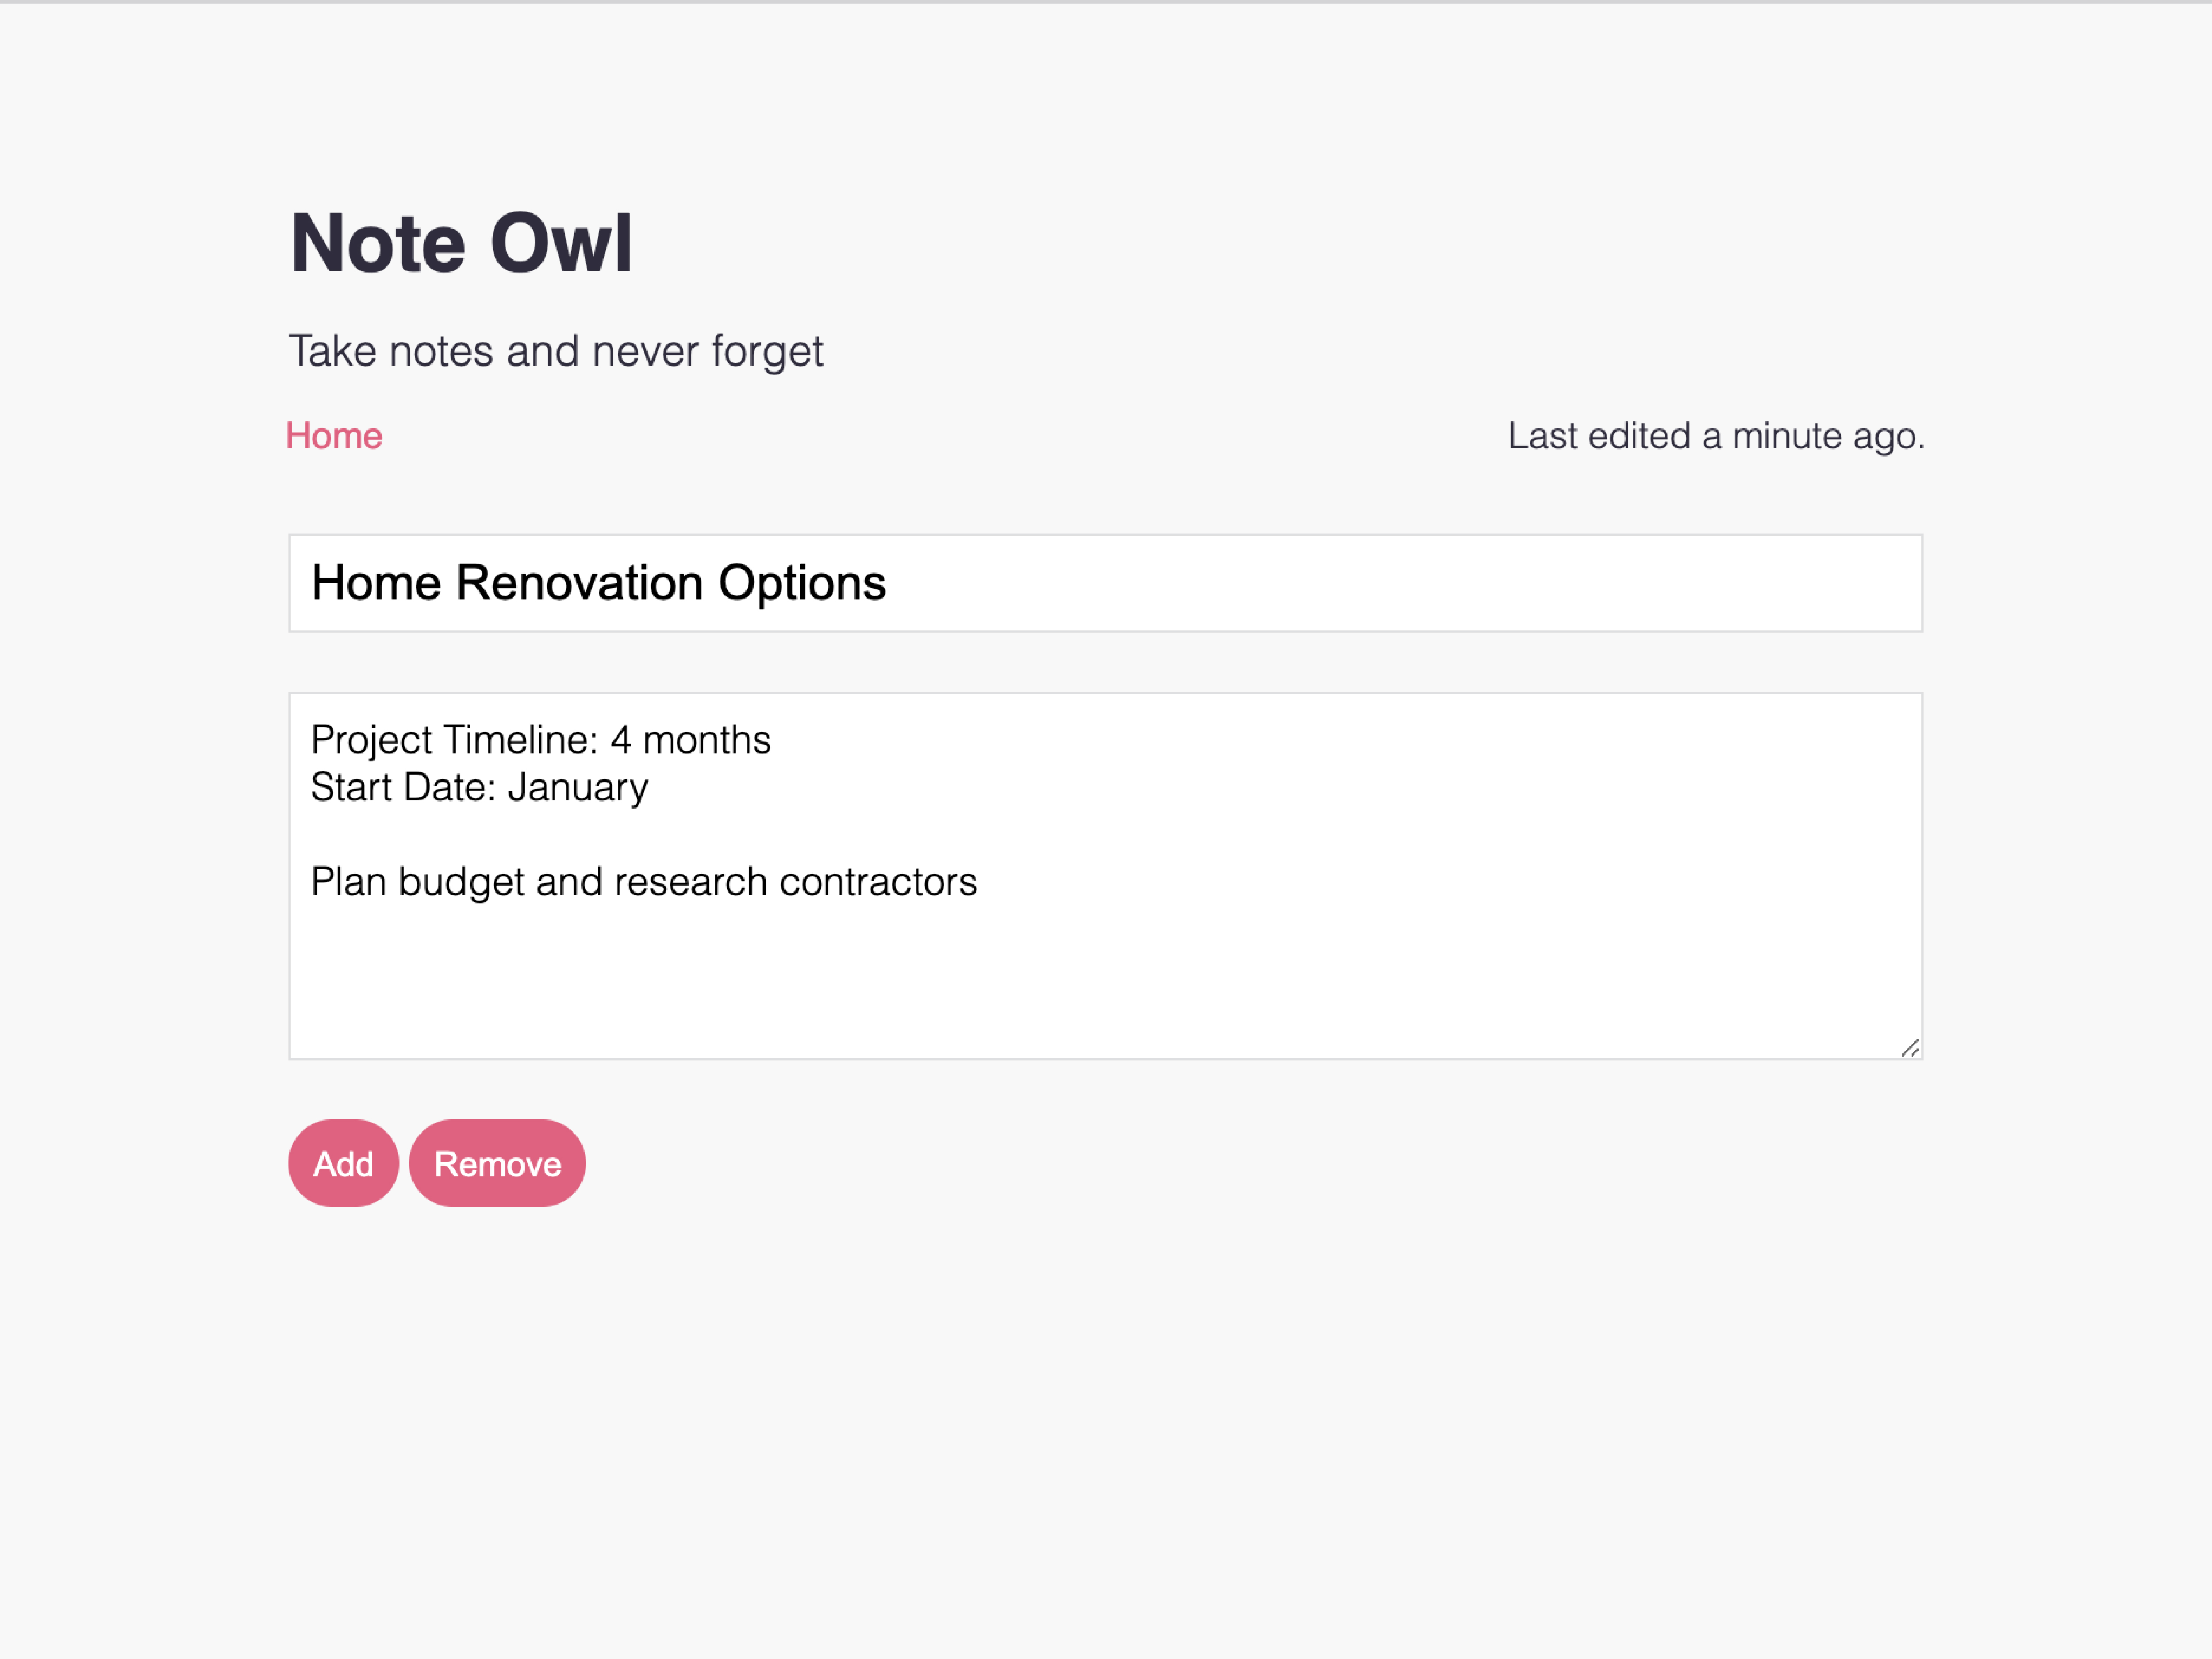 Note Owl
Take notes and never forget
Home
Last edited a minute ago.
Home Renovation Options
Project Timeline: 4 months
Start Date: January
Plan budget and research contractors
Add
Remove